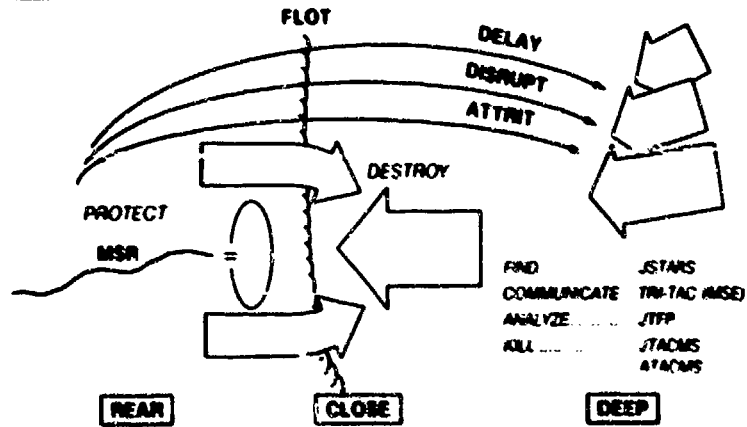 FLOT
DELAY
DISRUPT
ATTRIT
DESTROY
PROTECT
MSR
FIND JSTARS
COMMUNICATE TRI-TAC (MSE)
ANALYZE........ JTFP
KILL ........ JTACMS
ATACMS
REAR CLOSE DEEP